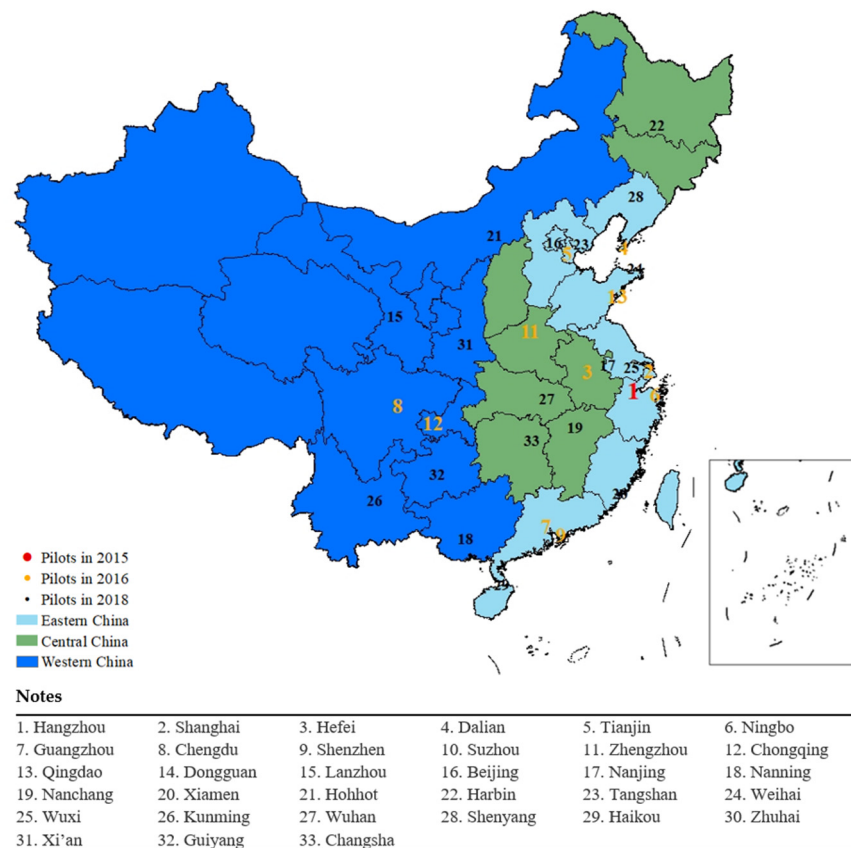 22
28
21
16
5
23
4
24
15
13
31
11
3
17
25
2
1
6
8
12
27
19
33
32
26
18
7
9
Pilots in 2015
Pilots in 2016
Pilots in 2018
Eastern China
Central China
Western China
Notes
1. Hangzhou 2. Shanghai 3. Hefei 4. Dalian 5. Tianjin 6. Ningbo
7. Guangzhou 8. Chengdu 9. Shenzhen 10. Suzhou 11. Zhengzhou 12. Chongqing
13. Qingdao 14. Dongguan 15. Lanzhou 16. Beijing 17. Nanjing 18. Nanning
19. Nanchang 20. Xiamen 21. Hohhot 22. Harbin 23. Tangshan 24. Weihai
25. Wuxi 26. Kunming 27. Wuhan 28. Shenyang 29. Haikou 30. Zhuhai
31. Xi’an 32. Guiyang 33. Changsha